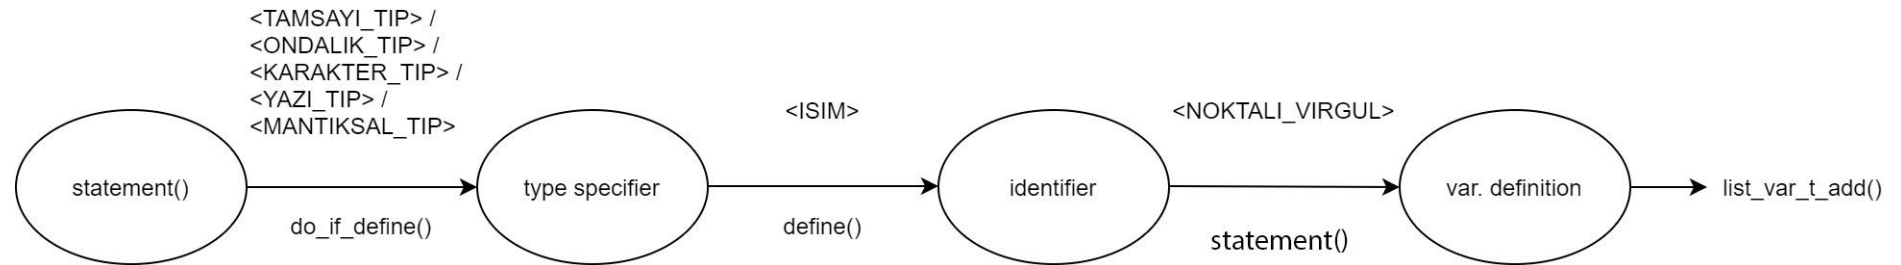 <TAMSAYI_TIP> /
<ONDALIK_TIP> /
<KARAKTER_TIP> /
<YAZI_TIP> /
<MANTIKSAL_TIP>
<ISIM>
<NOKTALI_VIRGUL>
statement()
type specifier
identifier
var. definition
list_var_t_add()
do_if_define()
define()
statement()